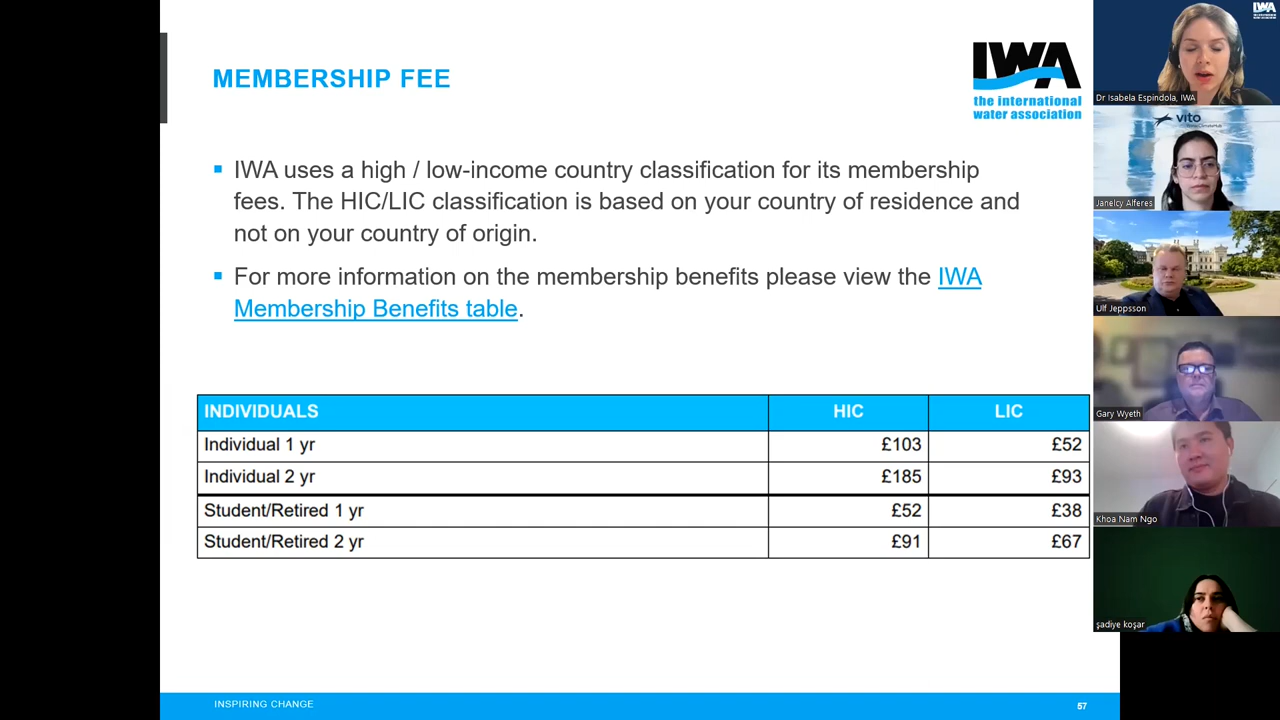 MEMBERSHIP FEE
IWA
the international
water association
IWA uses a high / low-income country classification for its membership
fees. The HIC/LIC classification is based on your country of residence and
not on your country of origin.
For more information on the membership benefits please view the IWA
Membership Benefits table.
INDIVIDUALS HIC LIC
Individual 1 yr £103 £52
Individual 2 yr £185 £93
Student/Retired 1 yr £52 £38
Student/Retired 2 yr £91 £67
INSPIRING CHANGE
57
IWA
Dr Isabela Espindola, IWA
vito
Janelcy Alferes
Ulf Jeppsson
Gary Wyeth
Khoa Nam Ngo
şadiye koşar